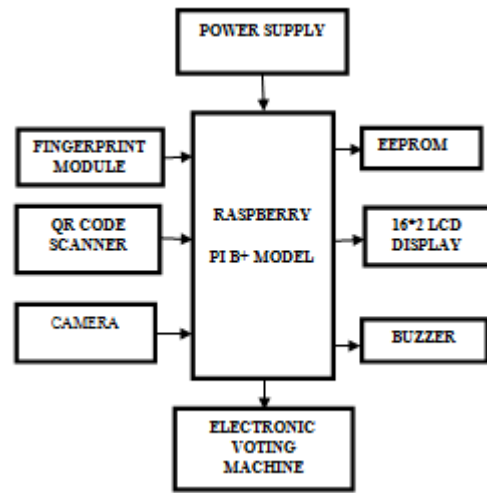 POWER SUPPLY
FINGERPRINT
MODULE
QR CODE
SCANNER
CAMERA
RASPBERRY
PI B+ MODEL
EEPROM
16*2 LCD
DISPLAY
BUZZER
ELECTRONIC
VOTING
MACHINE